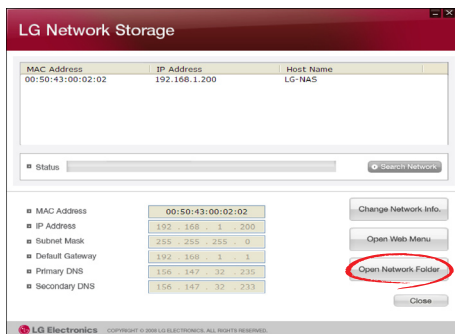 LG Network Storage
MAC Address IP Address Host Name
00:50:43:00:02:02 192.168.1.200 LG-NAS
Status Search Network
MAC Address 00:50:43:00:02:02 Change Network Info.
IP Address 192 . 168 . 1 . 200
Subnet Mask 255 . 255 . 255 . 0 Open Web Menu
Default Gateway 192 . 168 . 1 . 1
Primary DNS 156 . 147 . 32 . 235 Open Network Folder
Secondary DNS 156 . 147 . 32 . 233
Close
LG Electronics COPYRIGHT © 2008 LG ELECTRONICS. ALL RIGHTS RESERVED.